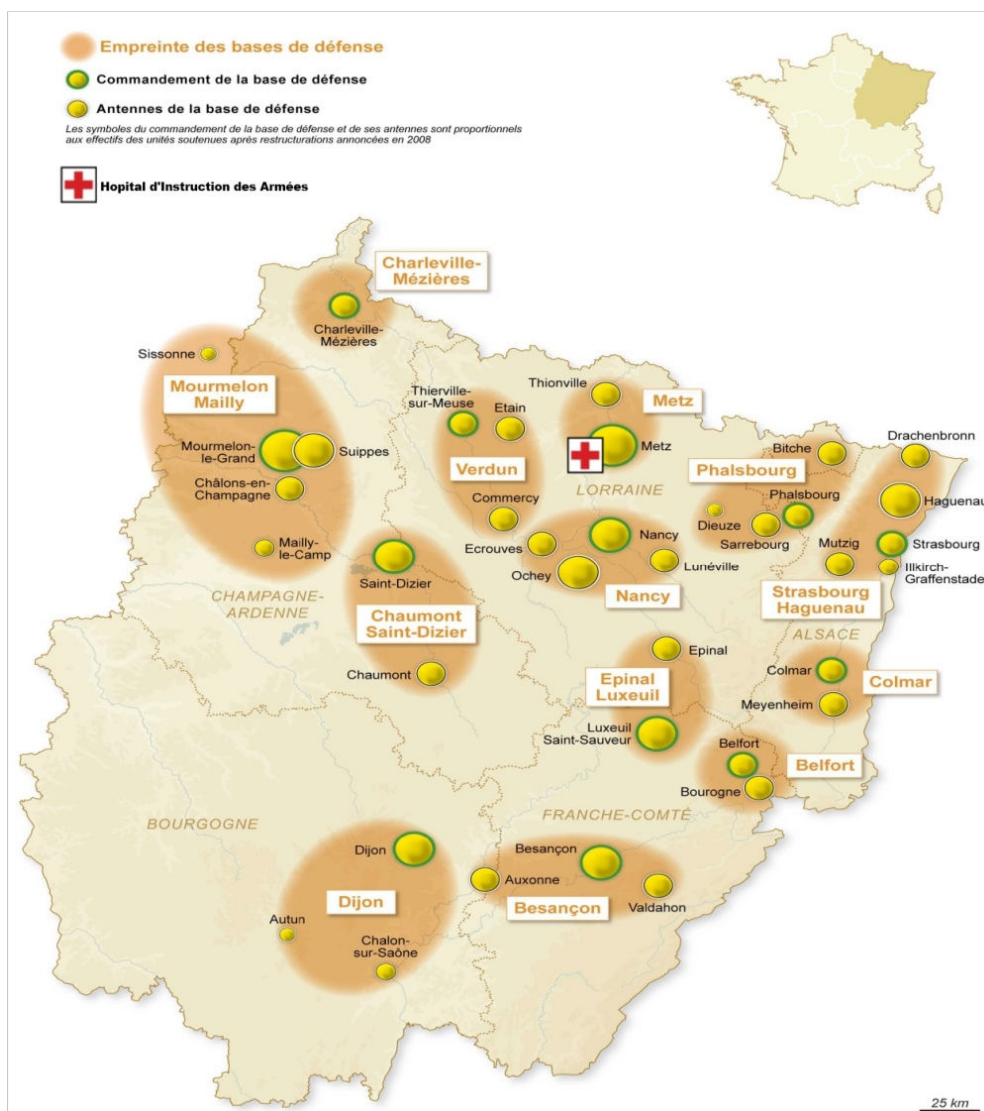 Empreinte des bases de défense
Commandement de la base de défense
Antennes de la base de défense
Les symboles du commandement de la base de défense et de ses antennes sont proportionnels
aux effectifs des unités soutenues après restructurations annoncées en 2008
Hopital d'Instruction des Armées
Charleville-
Mézières
Charleville-
Mézières
Sissonne
Mourmelon
Mailly
Mourmelon-
le-Grand
Suippes
Châlons-en-
Champagne
Mailly-
le-Camp
CHAMPAGNE-
ARDENNE
Thierville-
sur-Meuse
Etain
Verdun
Commercy
Thionville
Metz
Metz
LORRAINE
Bitche
Drachenbronn
Phalsbourg
Phalsbourg
Dieuze
Sarrebourg
Haguenau
Mutzig
Strasbourg
Illkirch-
Graffenstade
Strasbourg
Haguenau
ALSACE
Ecrouves
Nancy
Ochey
Lunéville
Nancy
Saint-Dizier
Chaumont
Saint-Dizier
Chaumont
Epinal
Epinal
Luxeuil
Luxeuil
Saint-Sauveur
Colmar
Colmar
Meyenheim
Belfort
Belfort
Bourogne
FRANCHE-COMTÉ
BOURGOGNE
Dijon
Dijon
Autun
Chalon-
sur-Saône
Besançon
Auxonne
Besançon
Valdahon
25 km